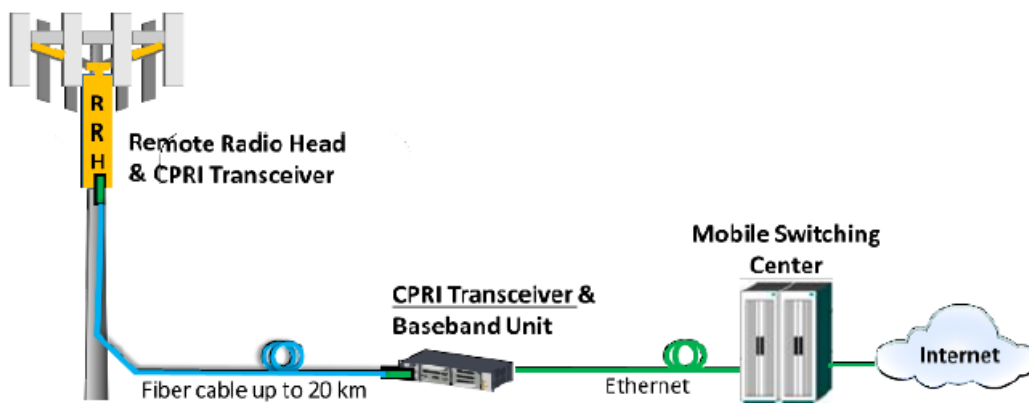 R
R
H
Remote Radio Head
& CPRI Transceiver
Mobile Switching
Center
CPRI Transceiver &
Baseband Unit
Internet
Fiber cable up to 20 km
Ethernet